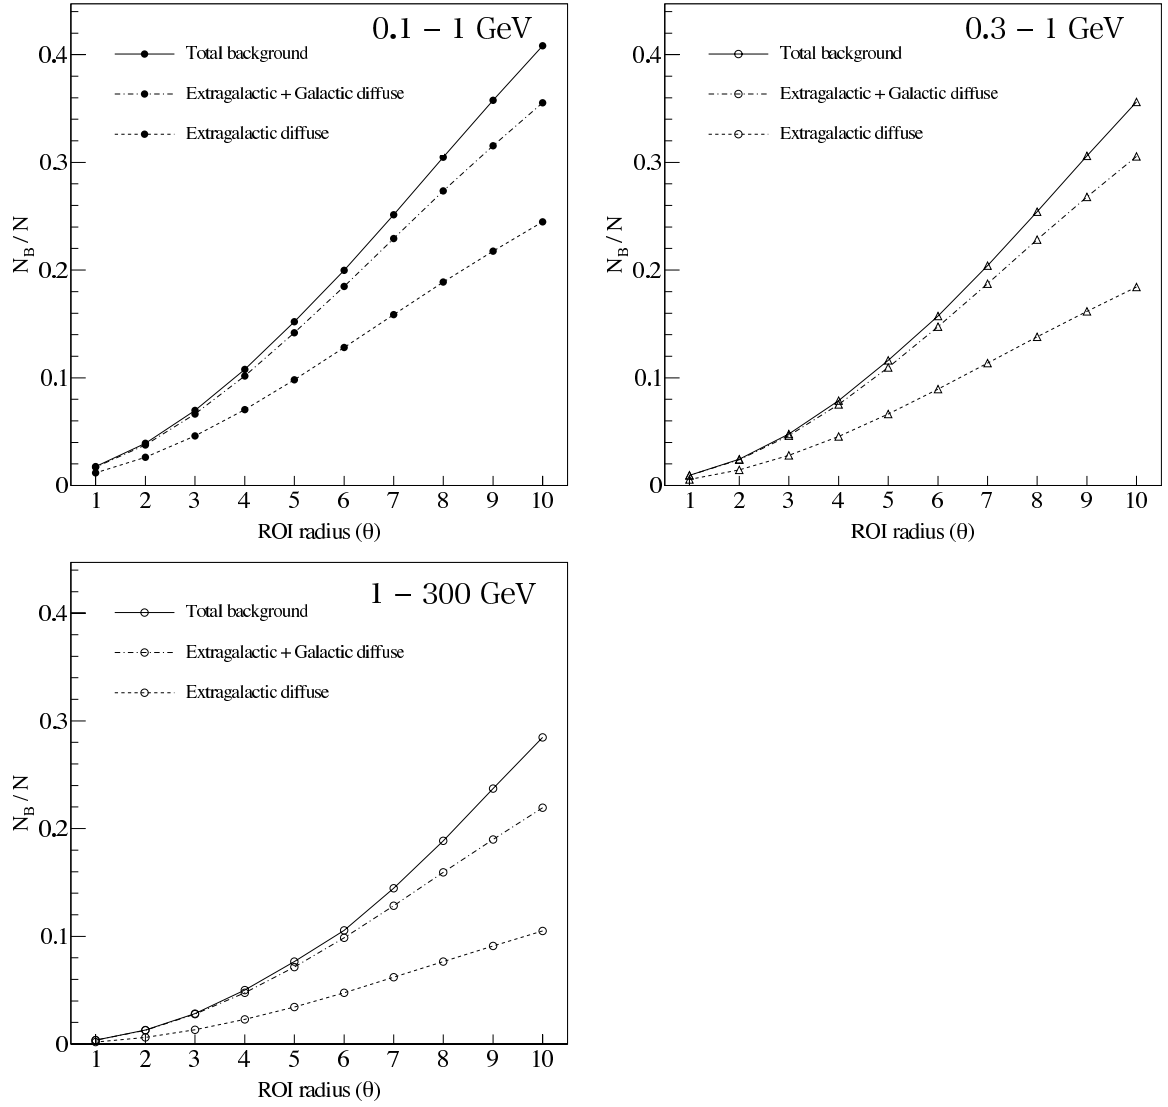 0.1 – 1 GeV
Total background
Extragalactic + Galactic diffuse
Extragalactic diffuse
N_B / N
0.4
0.3
0.2
0.1
0
1 2 3 4 5 6 7 8 9 10
ROI radius (θ)
0.3 – 1 GeV
Total background
Extragalactic + Galactic diffuse
Extragalactic diffuse
N_B / N
0.4
0.3
0.2
0.1
0
1 2 3 4 5 6 7 8 9 10
ROI radius (θ)
1 – 300 GeV
Total background
Extragalactic + Galactic diffuse
Extragalactic diffuse
N_B / N
0.4
0.3
0.2
0.1
0
1 2 3 4 5 6 7 8 9 10
ROI radius (θ)